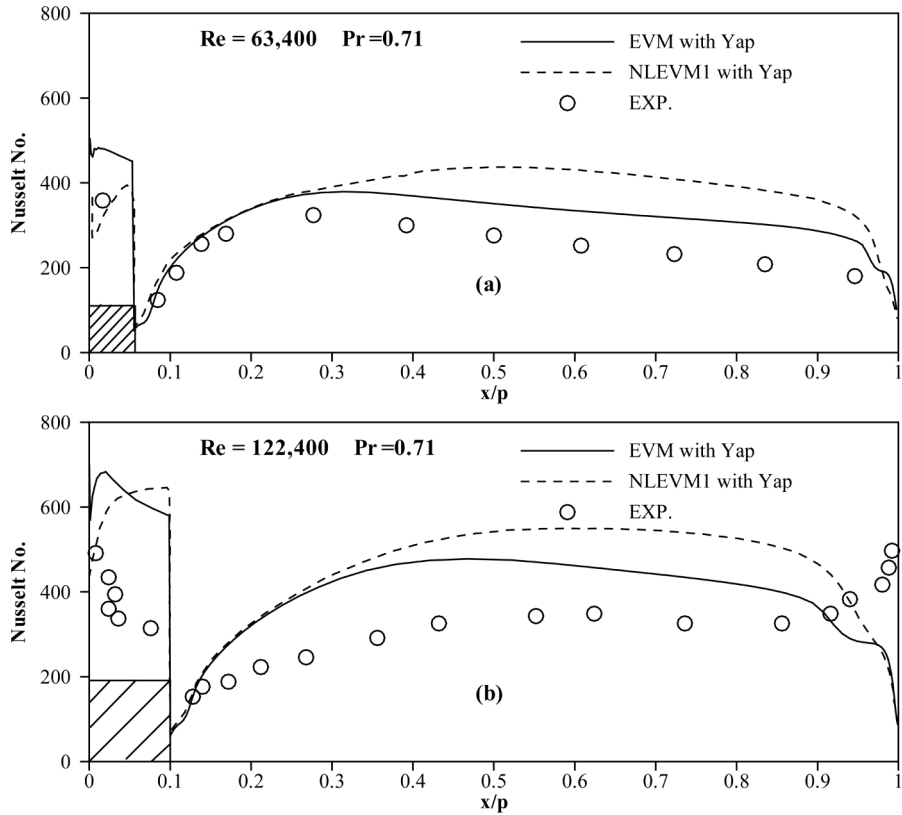 800
Re = 63,400 Pr =0.71
EVM with Yap
NLEVM1 with Yap
EXP.
600
400
200
0
Nusselt No.
(a)
0 0.1 0.2 0.3 0.4 0.5 0.6 0.7 0.8 0.9 1
x/p
800
Re = 122,400 Pr =0.71
EVM with Yap
NLEVM1 with Yap
EXP.
600
400
200
0
Nusselt No.
(b)
0 0.1 0.2 0.3 0.4 0.5 0.6 0.7 0.8 0.9 1
x/p